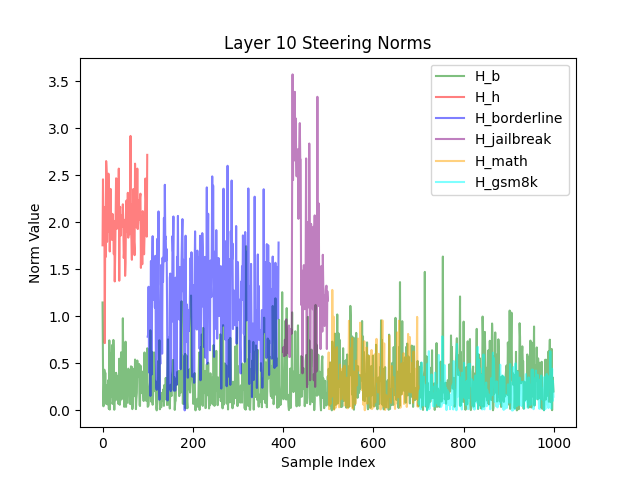 Layer 10 Steering Norms
H_b
H_h
H_borderline
H_jailbreak
H_math
H_gsm8k
Norm Value
3.5
3.0
2.5
2.0
1.5
1.0
0.5
0.0
0 200 400 600 800 1000
Sample Index